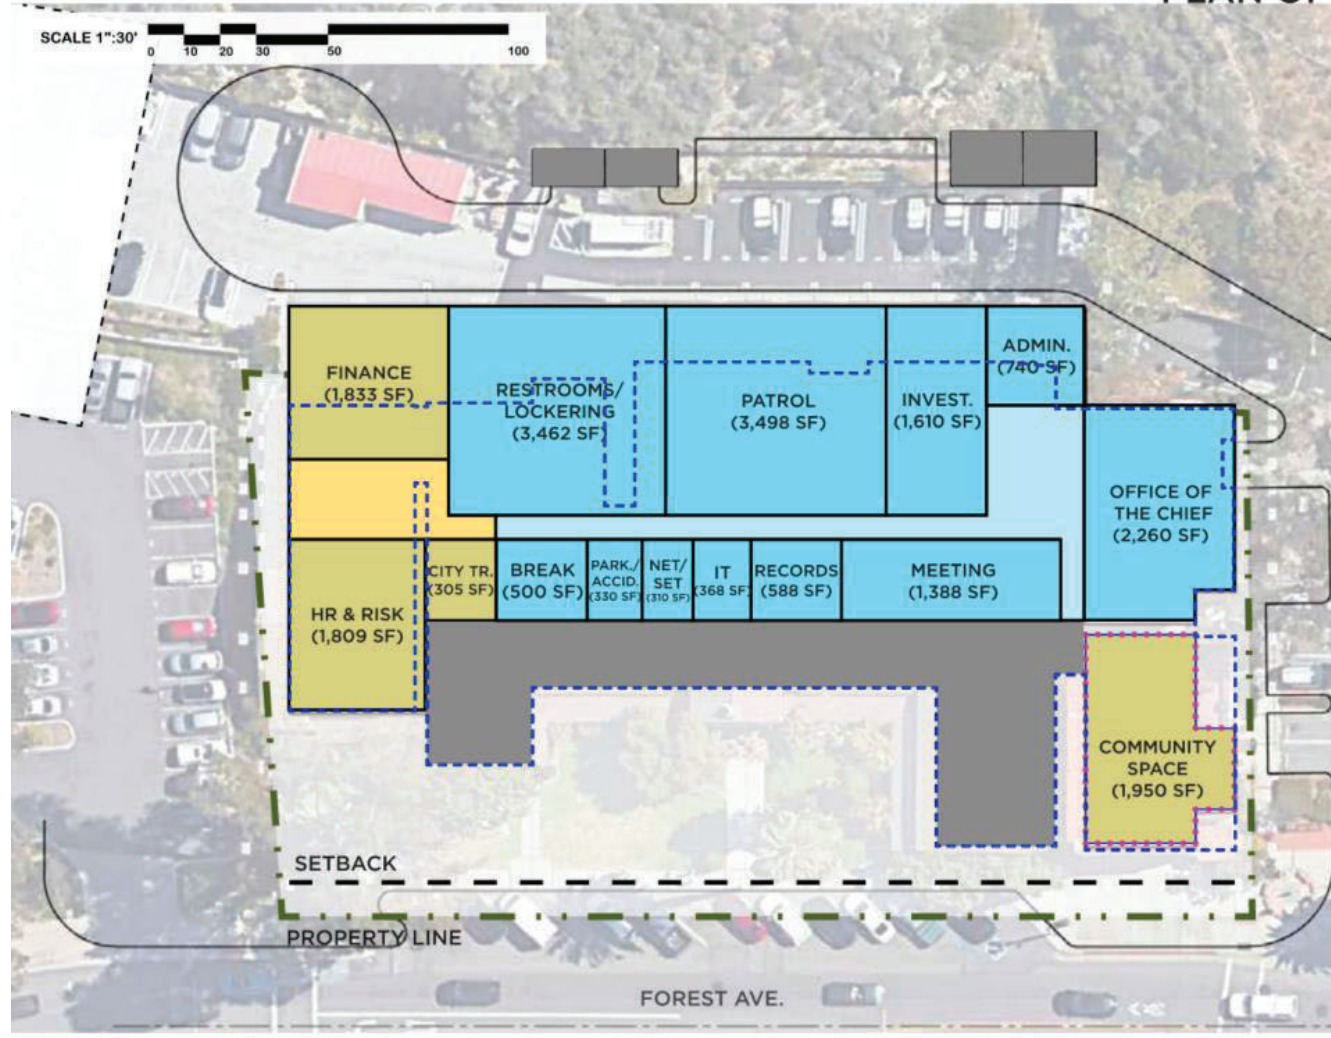 PLAN OF
SCALE 1":30'
0 10 20 30 50 100
FINANCE
(1,833 SF)
RESTROOMS/
LOCKERING
(3,462 SF)
PATROL
(3,498 SF)
INVEST.
(1,610 SF)
ADMIN.
(740 SF)
OFFICE OF
THE CHIEF
(2,260 SF)
HR & RISK
(1,809 SF)
CITY TR.
(305 SF)
BREAK
(500 SF)
PARK./
ACCID.
(330 SF)
NET/
SET
(310 SF)
IT
(368 SF)
RECORDS
(588 SF)
MEETING
(1,388 SF)
COMMUNITY
SPACE
(1,950 SF)
SETBACK
PROPERTY LINE
FOREST AVE.